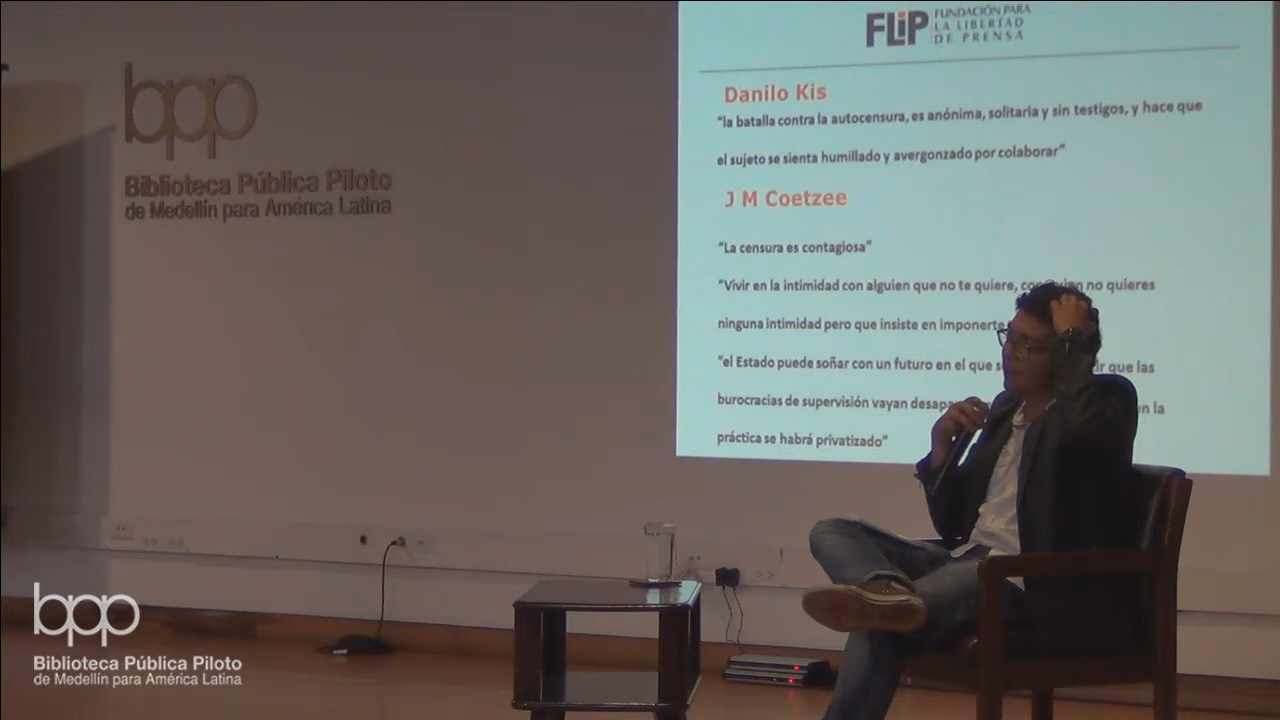 FLiP FUNDACIÓN PARA
LA LIBERTAD
DE PRENSA
bpp
Biblioteca Pública Piloto
de Medellín para América Latina
Danilo Kis
“la batalla contra la autocensura, es anónima, solitaria y sin testigos, y hace que
el sujeto se sienta humillado y avergonzado por colaborar”
J M Coetzee
“La censura es contagiosa”
“Vivir en la intimidad con alguien que no te quiere, no quieres
ninguna intimidad pero que insiste en imponerte
“el Estado puede soñar con un futuro en el que que las
burocracias de supervisión vayan la
práctica se habrá privatizado”
bpp
Biblioteca Pública Piloto
de Medellín para América Latina